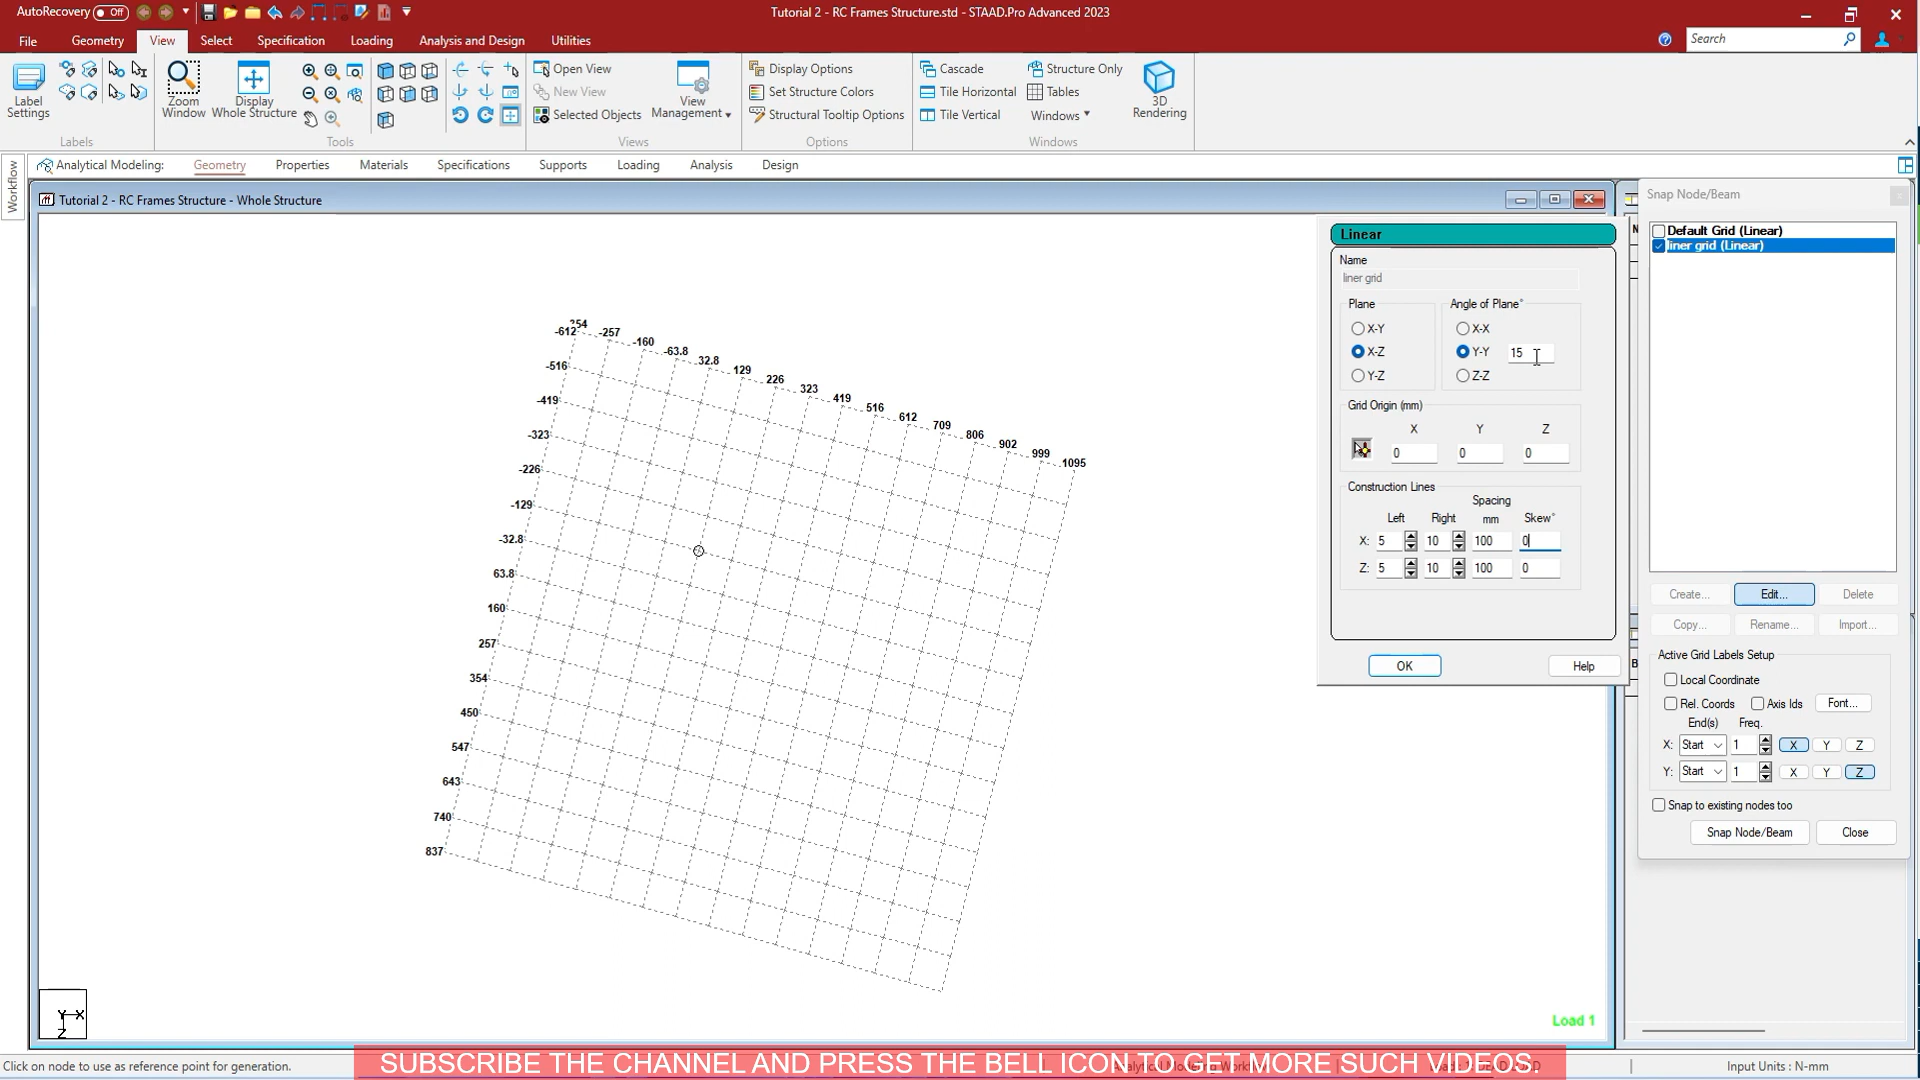 AutoRecovery Off
Tutorial 2 - RC Frames Structure.std - STAAD.Pro Advanced 2023
File Geometry View Select Specification Loading Analysis and Design Utilities
Search
Label Settings
Labels
Zoom Window
Display Whole Structure
Tools
Open View
New View
Selected Objects
View Management
Views
Display Options
Set Structure Colors
Structural Tooltip Options
Options
Cascade
Tile Horizontal
Tile Vertical
Structure Only
Tables
Windows
Windows
3D Rendering
Workflow
Analytical Modeling: Geometry Properties Materials Specifications Supports Loading Analysis Design
Tutorial 2 - RC Frames Structure - Whole Structure
-257
-160
-63.8
32.8
129
226
323
419
516
612
709
806
902
999
1095
-612
-516
-419
-323
-226
-129
-32.8
63.8
160
257
354
450
547
643
740
837
Y X
Z
Load 1
Linear
Name
liner grid
Plane
X-Y
X-Z
Y-Z
Angle of Plane°
X-X
Y-Y 15
Z-Z
Grid Origin (mm)
X Y Z
0 0 0
Construction Lines
Left Right Spacing mm Skew°
X: 5 10 100 0
Z: 5 10 100 0
OK Help
Snap Node/Beam
Default Grid (Linear)
liner grid (Linear)
Create... Edit... Delete
Copy... Rename... Import...
Active Grid Labels Setup
Local Coordinate
Rel. Coords Axis Ids Font...
End(s) Freq.
X: Start 1 X Y Z
Y: Start 1 X Y Z
Snap to existing nodes too
Snap Node/Beam Close
Click on node to use as reference point for generation.
SUBSCRIBE THE CHANNEL AND PRESS THE BELL ICON TO GET MORE SUCH VIDEOS.
Input Units : N-mm